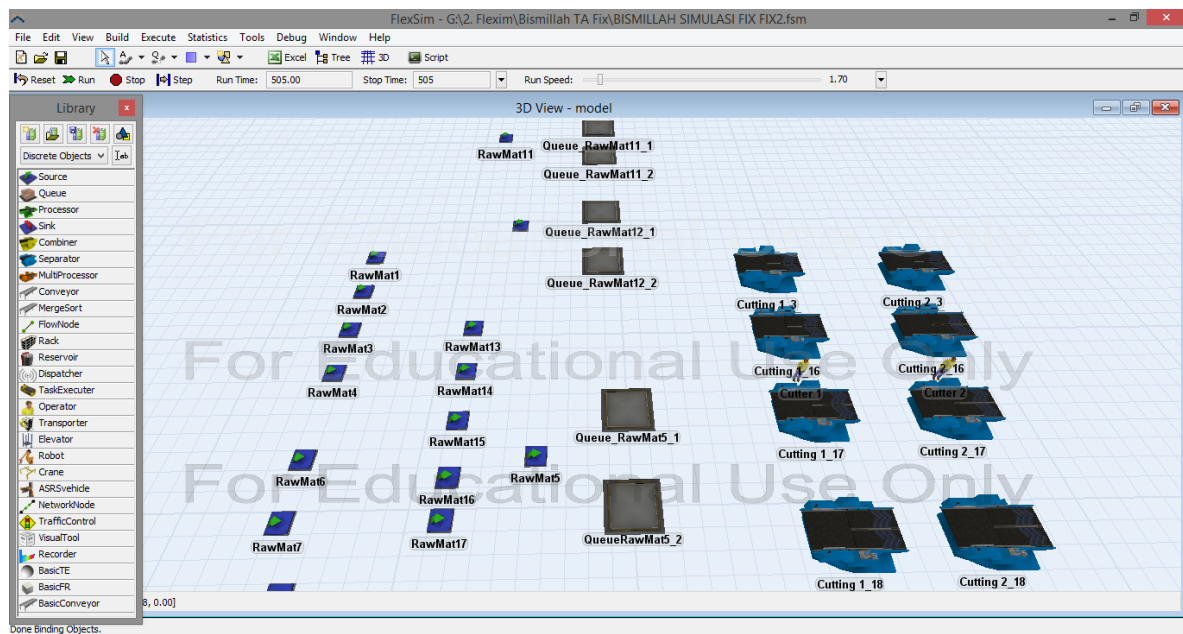 FlexSim - G:\2. Flexim\Bismillah TA Fix\BISMILLAH SIMULASI FIX FIX2.fsm
File Edit View Build Execute Statistics Tools Debug Window Help
Excel Tree 3D Script
Reset Run Stop Step Run Time: 505.00 Stop Time: 505 Run Speed: 1.70
Library
3D View - model
Discrete Objects
Source
Queue
Processor
Sink
Combiner
Separator
MultiProcessor
Conveyor
MergeSort
FlowNode
Rack
Reservoir
Dispatcher
TaskExecuter
Operator
Transporter
Elevator
Robot
Crane
ASRSvehicle
NetworkNode
TrafficControl
VisualTool
Recorder
BasicTE
BasicFR
BasicConveyor
RawMat11
Queue_RawMat11_1
Queue_RawMat11_2
Queue_RawMat12_1
Queue_RawMat12_2
RawMat1
RawMat2
RawMat3
RawMat13
RawMat4
RawMat14
RawMat15
RawMat6
RawMat5
RawMat16
RawMat7
RawMat17
Queue_RawMat5_1
QueueRawMat5_2
Cutting 1_3
Cutting 2_3
Cutting 1_16
Cutting 2_16
Cutter 1
Cutter 2
Cutting 1_17
Cutting 2_17
Cutting 1_18
Cutting 2_18
For Educational Use Only
For Educational Use Only
8, 0.00]
Done Binding Objects.